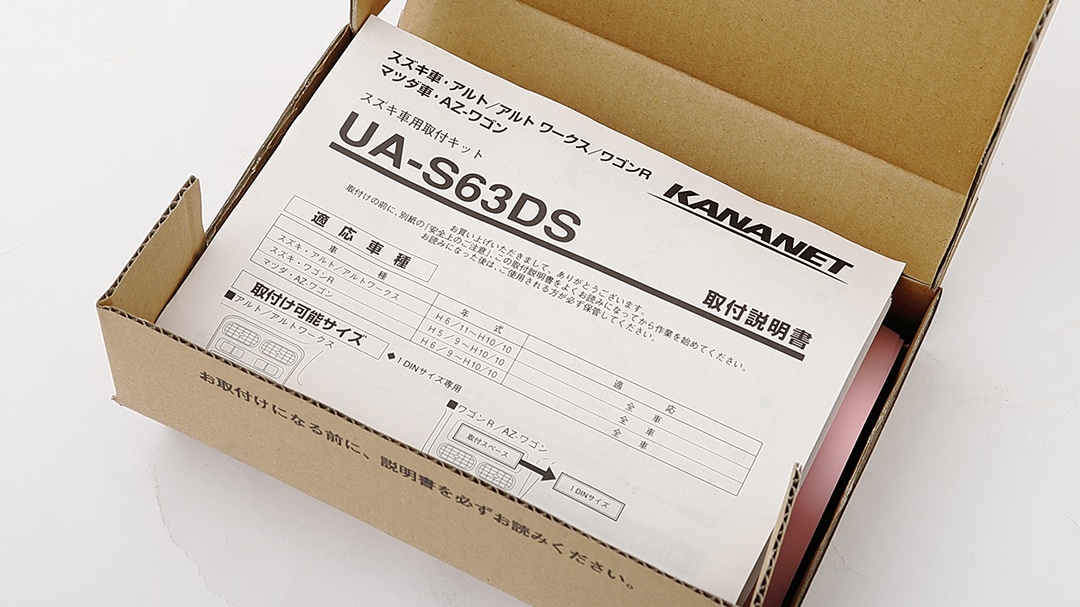 スズキ車・アルト/アルト ワークス/ワゴンR
マツダ車・AZ-ワゴン
スズキ車用取付キット
UA-S63DS
KANANET
取付説明書
お買い上げいただきまして、ありがとうございます。
取付けの前に、別紙の「安全上のご注意」、この取付説明書をよくお読みになってから作業を始めてください。
お読みになった後は、ご使用される方が必ず保管してください。
適応車種
車 種 年 式 適 応
スズキ・アルト/アルトワークス H6/11~H10/10 全 車
スズキ・ワゴンR H5/9~H10/10 全 車
マツダ・AZ-ワゴン H6/9~H10/10 全 車
取付け可能サイズ
◆1DINサイズ専用
■アルト/アルトワークス
■ワゴンR/AZ-ワゴン
取付スペース
1DINサイズ
お取付けになる前に、説明書を必ずお読みください。